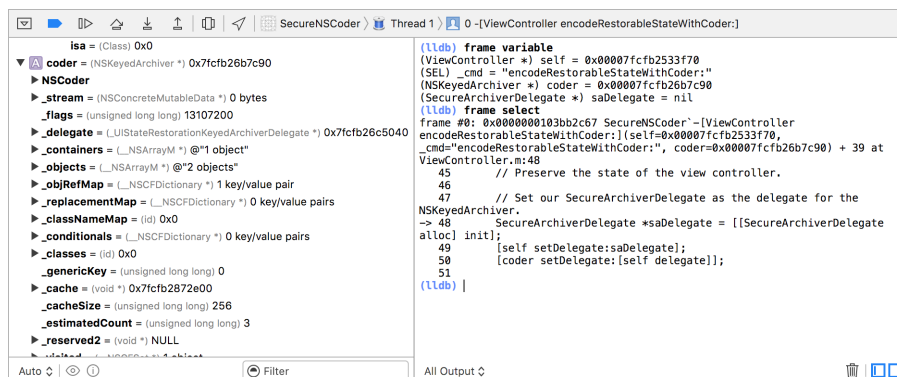 SecureNSCoder
Thread 1
0 -[ViewController encodeRestorableStateWithCoder:]
isa = (Class) 0x0
A coder = (NSKeyedArchiver *) 0x7fcfb26b7c90
NSCoder
_stream = (NSConcreteMutableData *) 0 bytes
_flags = (unsigned long long) 13107200
_delegate = (_UIStateRestorationKeyedArchiverDelegate *) 0x7fcfb26c5040
_containers = (__NSArrayM *) @"1 object"
_objects = (__NSArrayM *) @"2 objects"
_objRefMap = (__NSCFDictionary *) 1 key/value pair
_replacementMap = (__NSCFDictionary *) 0 key/value pairs
_classNameMap = (id) 0x0
_conditionals = (__NSCFDictionary *) 0 key/value pairs
_classes = (id) 0x0
_genericKey = (unsigned long long) 0
_cache = (void *) 0x7fcfb2872e00
_cacheSize = (unsigned long long) 256
_estimatedCount = (unsigned long long) 3
_reserved2 = (void *) NULL
Auto
Filter
(lldb) frame variable
(ViewController *) self = 0x00007fcfb2533f70
(SEL) _cmd = "encodeRestorableStateWithCoder:"
(NSKeyedArchiver *) coder = 0x00007fcfb26b7c90
(SecureArchiverDelegate *) saDelegate = nil
(lldb) frame select
frame #0: 0x0000000103bb2c67 SecureNSCoder`-[ViewController
encodeRestorableStateWithCoder:](self=0x00007fcfb2533f70,
_cmd="encodeRestorableStateWithCoder:", coder=0x00007fcfb26b7c90) + 39 at
ViewController.m:48
45 // Preserve the state of the view controller.
46
47 // Set our SecureArchiverDelegate as the delegate for the
NSKeyedArchiver.
-> 48 SecureArchiverDelegate *saDelegate = [[SecureArchiverDelegate
alloc] init];
49 [self setDelegate:saDelegate];
50 [coder setDelegate:[self delegate]];
51
(lldb)
All Output